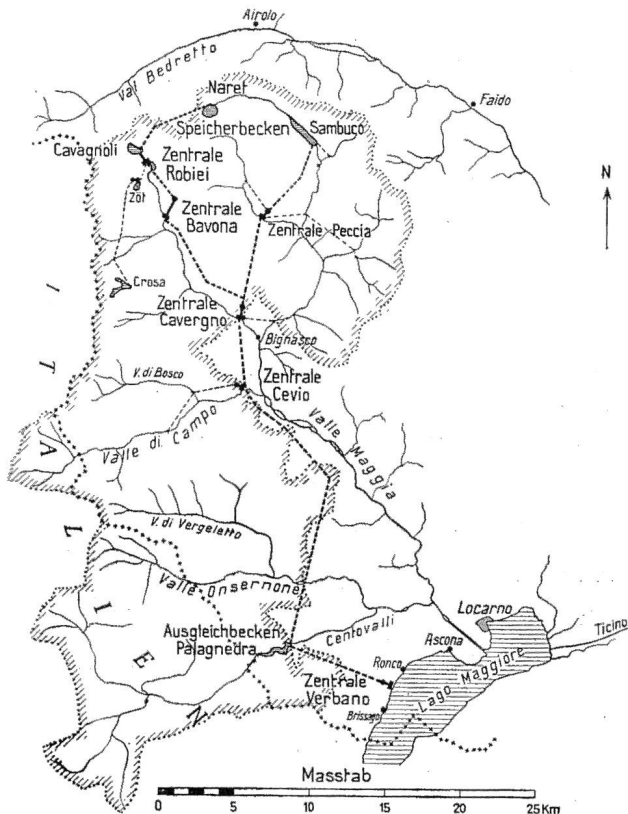 Airolo
Val Bedretto
Faido
Naret
Speicherbecken
Sambuco
Cavagnoli
Zentrale
Robiei
N
Zöt
Zentrale
Bavona
Zentrale Peccia
Crosa
Zentrale
Cavergno
Bignasco
V. di Bosco
Zentrale
Cevio
Valle di Campo
Valle Maggia
V. di Vergeletto
Valle Onsernone
Locarno
Ausgleichbecken
Palagnedra
Centovalli
Ascona
Ticino
Ronco
Zentrale
Verbano
Lago Maggiore
Brissago
ITALIEN
Masstab
0 5 10 15 20 25 Km